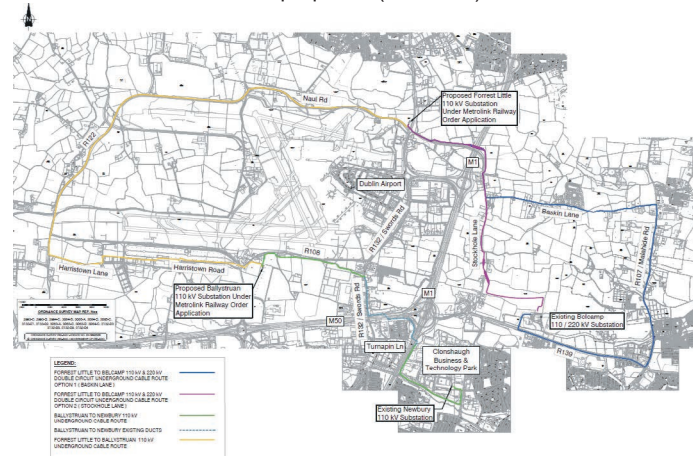 N
Naul Rd
Proposed Forrest Little
110 kV Substation
Under Metrolink Railway
Order Application
R122
M1
Dublin Airport
Baskin Lane
R132 / Swords Rd
Stockhole Lane
R107 / Malahide Rd
R108
Harristown Lane
Harristown Road
Proposed Ballystruan
110 kV Substation Under
Metrolink Railway Order
Application
M1
Existing Belcamp
110 / 220 kV Substation
M50
R132 / Swords Rd
Turnapin Ln
R139
Clonshaugh
Business &
Technology Park
Existing Newbury
110 kV Substation
LEGEND:
FORREST LITTLE TO BELCAMP 110 kV & 220 kV
DOUBLE CIRCUIT UNDERGROUND CABLE ROUTE
OPTION 1 ( BASKIN LANE )
FORREST LITTLE TO BELCAMP 110 kV & 220 kV
DOUBLE CIRCUIT UNDERGROUND CABLE ROUTE
OPTION 2 ( STOCKHOLE LANE )
BALLYSTRUAN TO NEWBURY 110 kV
UNDERGROUND CABLE ROUTE
BALLYSTRUAN TO NEWBURY EXISTING DUCTS
FORREST LITTLE TO BALLYSTRUAN 110 kV
UNDERGROUND CABLE ROUTE